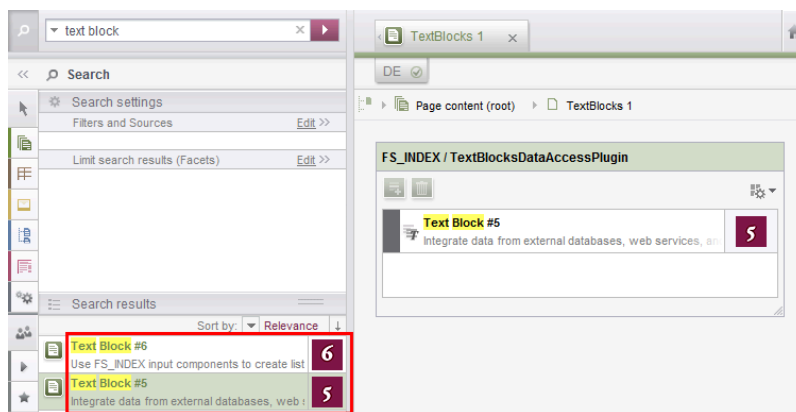 text block
Search
Search settings
Filters and Sources Edit >>
Limit search results (Facets) Edit >>
Search results
Sort by: Relevance
Text Block #6
Use FS_INDEX input components to create list
6
Text Block #5
Integrate data from external databases, web
5
TextBlocks 1
DE
Page content (root) TextBlocks 1
FS_INDEX / TextBlocksDataAccessPlugin
Text Block #5
Integrate data from external databases, web services,
5